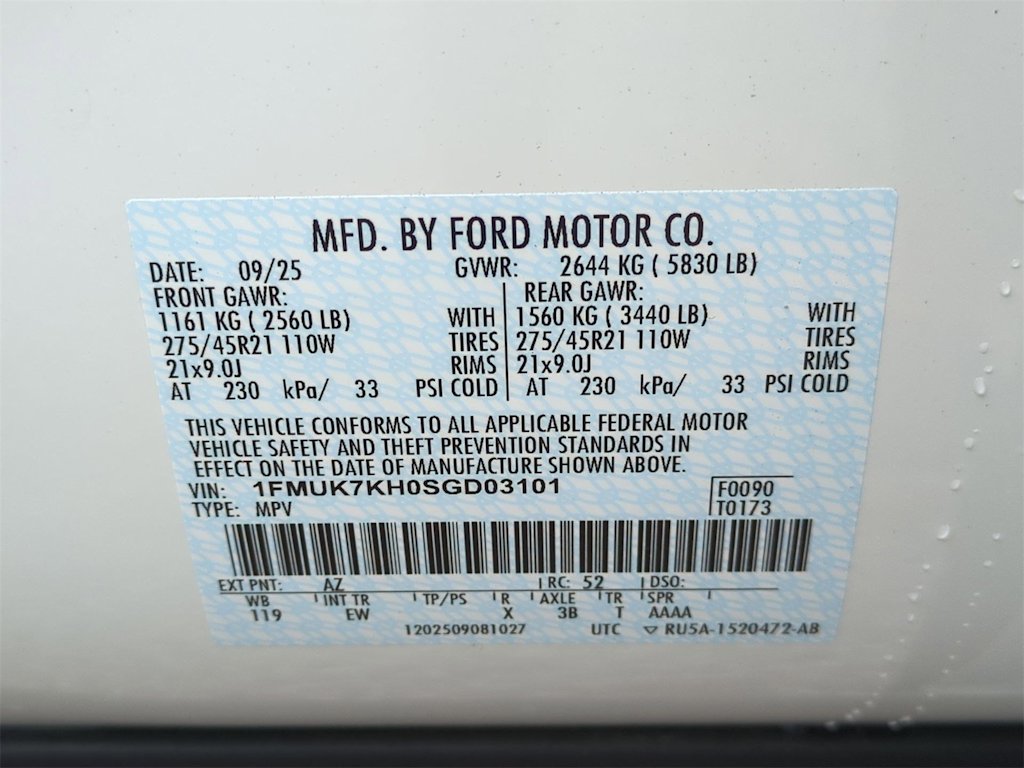 MFD. BY FORD MOTOR CO.
DATE: 09/25 GVWR: 2644 KG ( 5830 LB)
FRONT GAWR: REAR GAWR:
1161 KG ( 2560 LB) WITH 1560 KG ( 3440 LB) WITH
275/45R21 110W TIRES 275/45R21 110W TIRES
21x9.0J RIMS 21x9.0J RIMS
AT 230 kPa/ 33 PSI COLD AT 230 kPa/ 33 PSI COLD
THIS VEHICLE CONFORMS TO ALL APPLICABLE FEDERAL MOTOR
VEHICLE SAFETY AND THEFT PREVENTION STANDARDS IN
EFFECT ON THE DATE OF MANUFACTURE SHOWN ABOVE.
VIN: 1FMUK7KH0SGD03101 F0090
TYPE: MPV T0173
EXT PNT: AZ RC: 52 DSO:
WB INT TR TP/PS R AXLE TR SPR
119 EW X 3B T AAAA
1202509081027 UTC ▽ RU5A-1520472-AB